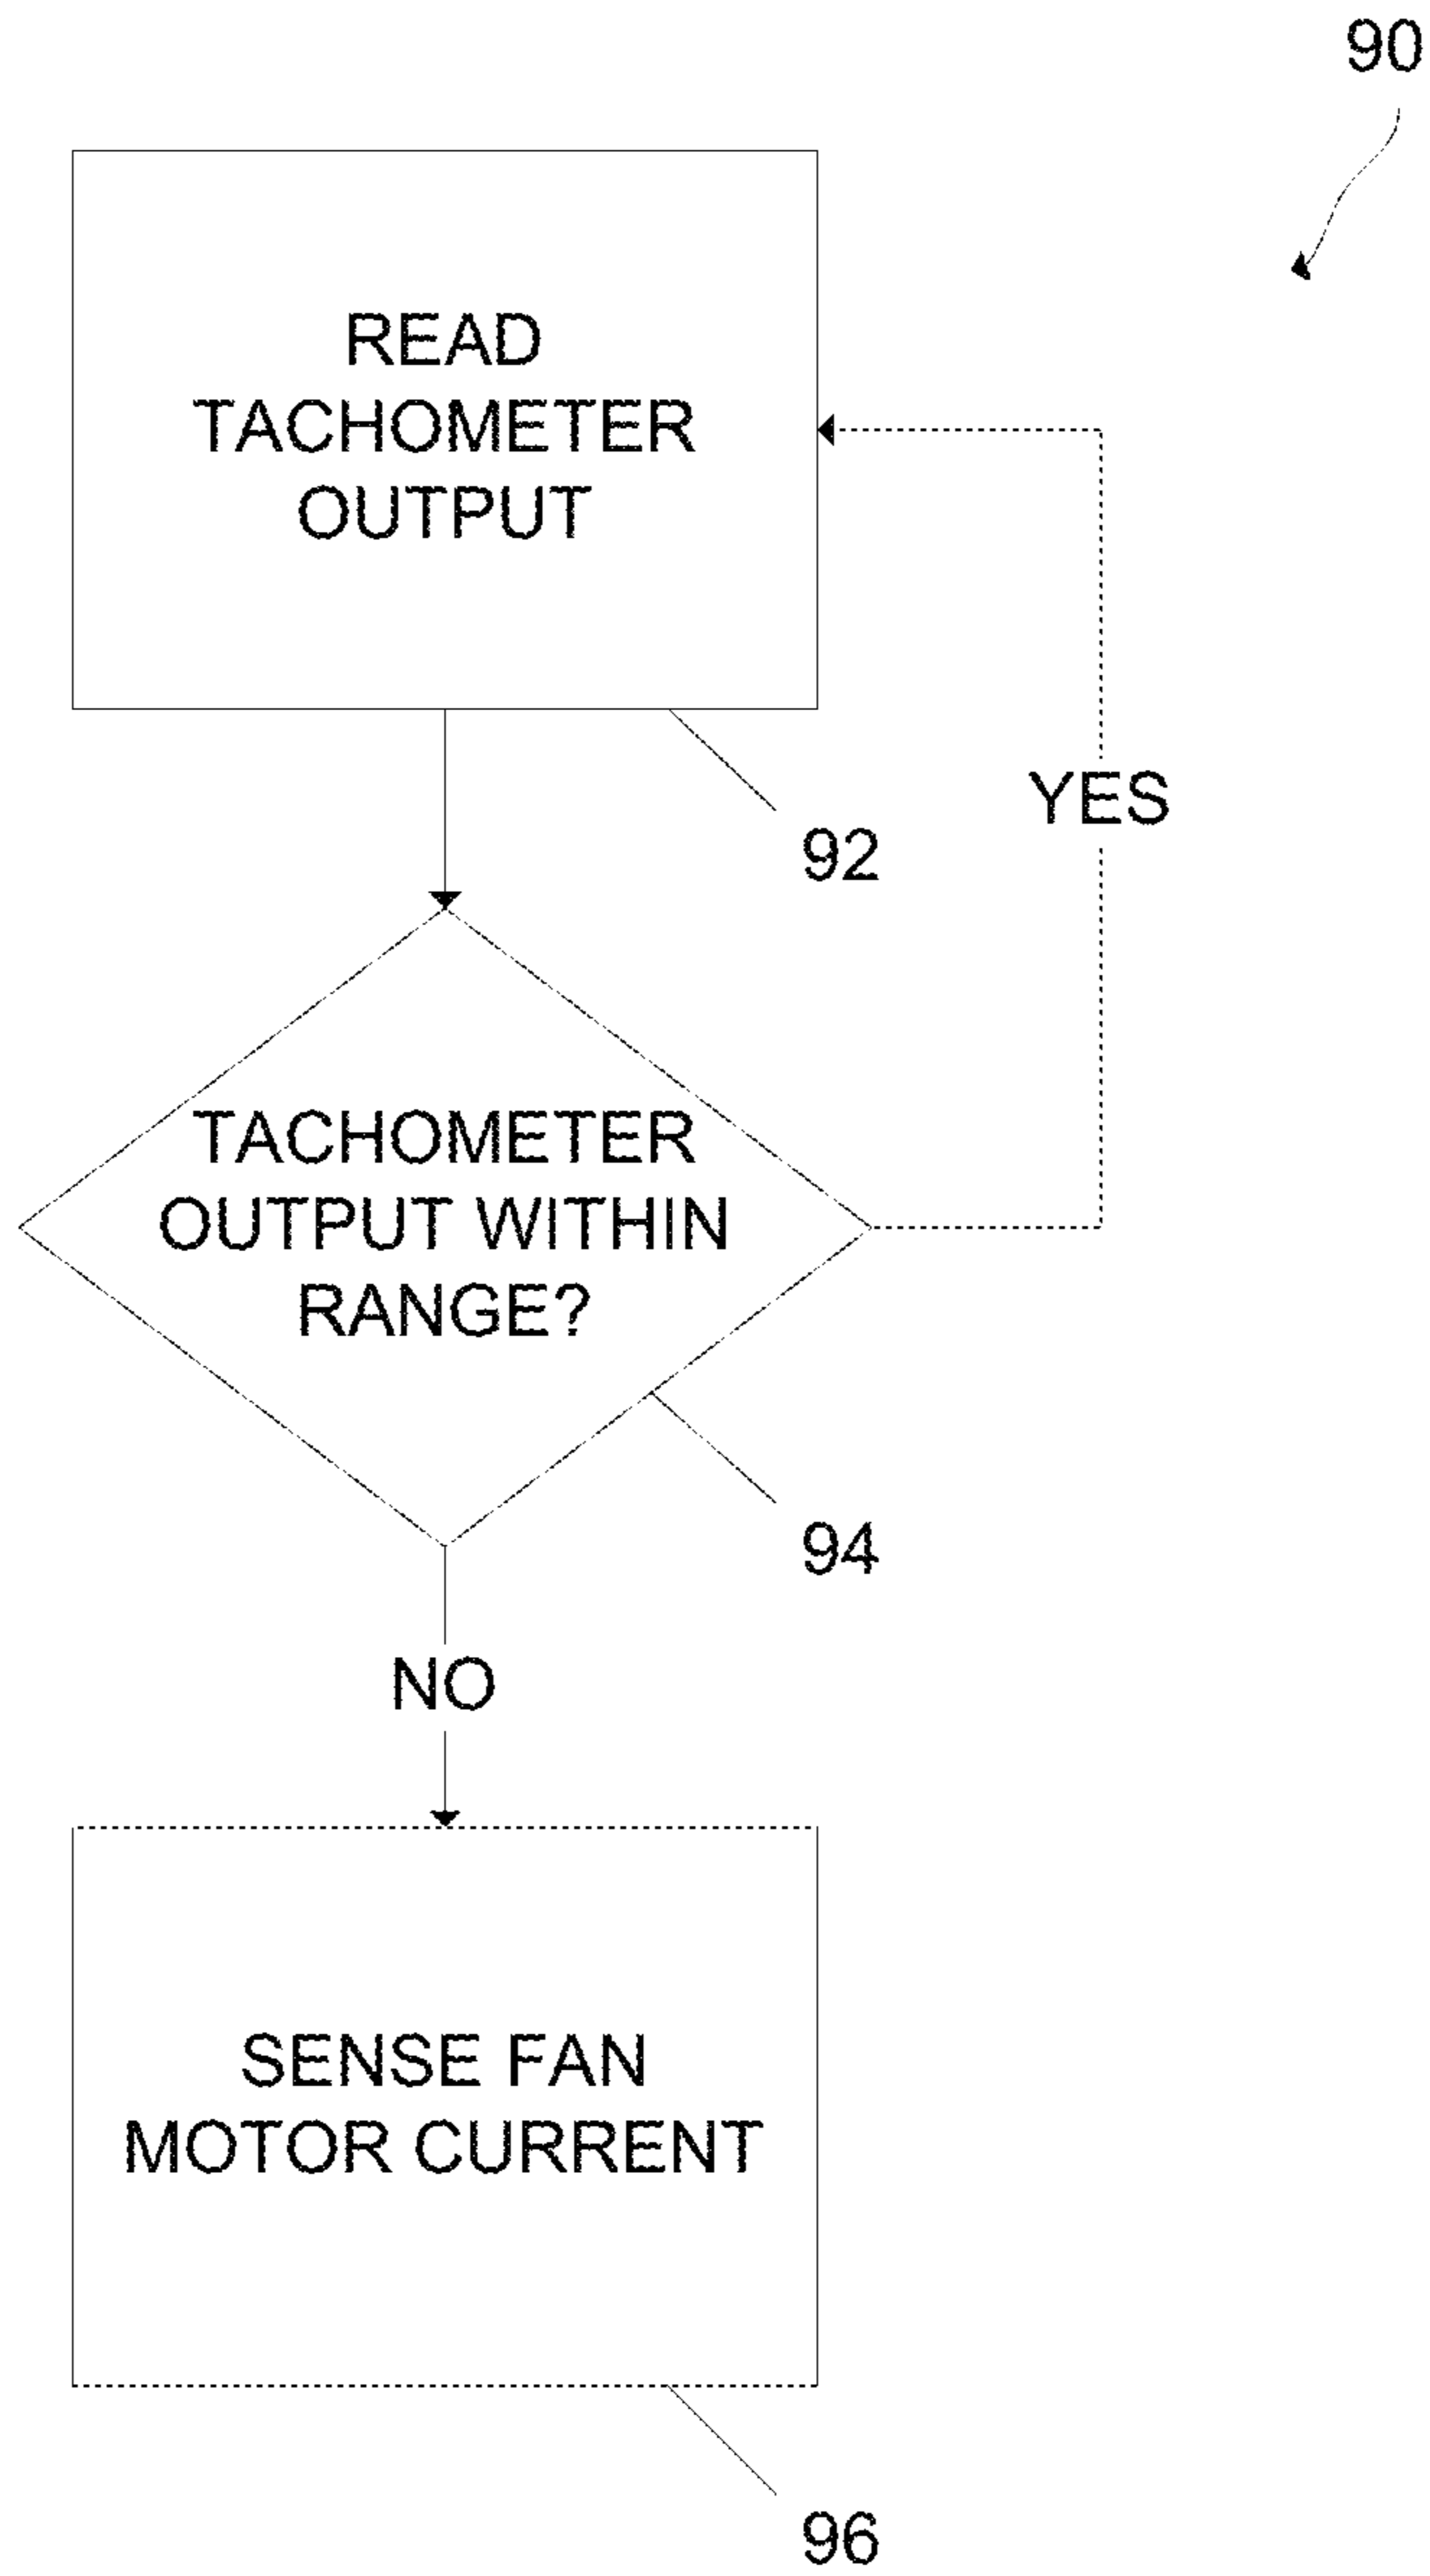 90
READ
TACHOMETER
OUTPUT
YES
92
TACHOMETER
OUTPUT WITHIN
RANGE?
94
NO
SENSE FAN
MOTOR CURRENT
96